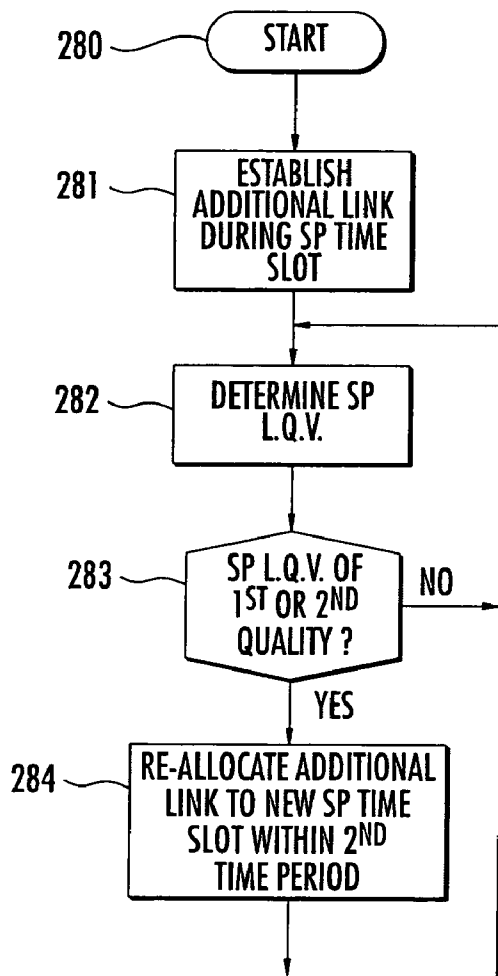 280
START
281
ESTABLISH
ADDITIONAL LINK
DURING SP TIME
SLOT
282
DETERMINE SP
L.Q.V.
283
SP L.Q.V. OF
1ST OR 2ND
QUALITY ?
NO
YES
284
RE-ALLOCATE ADDITIONAL
LINK TO NEW SP TIME
SLOT WITHIN 2ND
TIME PERIOD